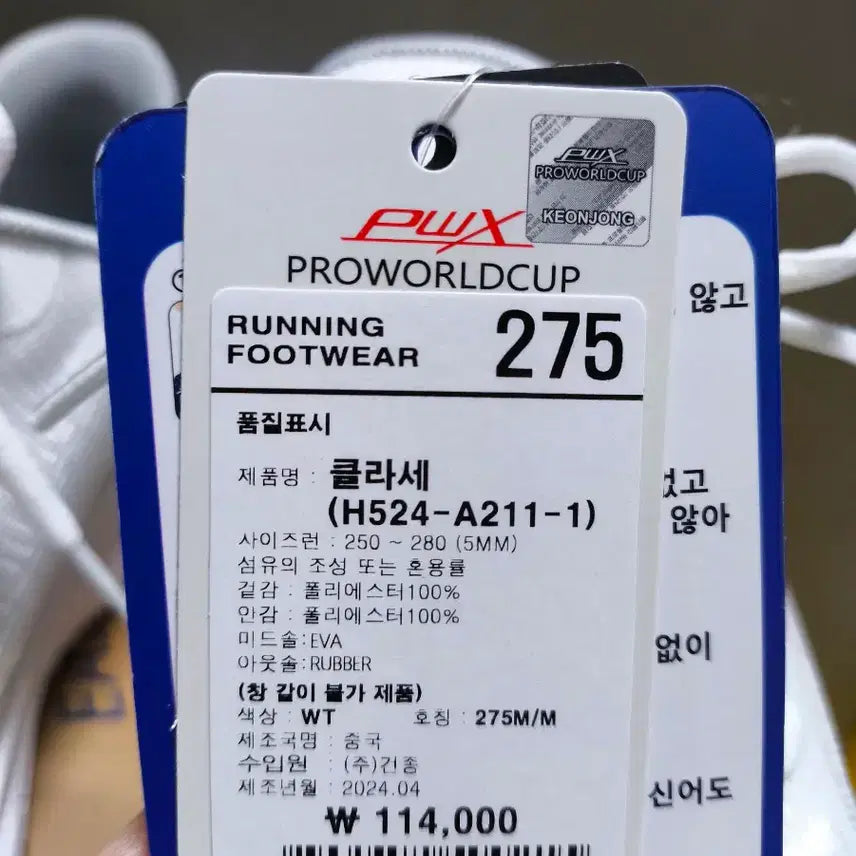 PWX
PROWORLDCUP
KEONJONG
PWX
PROWORLDCUP
RUNNING
FOOTWEAR
275
품질표시
제품명 : 클라세
(H524-A211-1)
사이즈런 : 250 ~ 280 (5MM)
섬유의 조성 또는 혼용률
겉감 : 폴리에스터100%
안감 : 폴리에스터100%
미드솔:EVA
아웃솔:RUBBER
(창 갈이 불가 제품)
색상 : WT 호칭 : 275M/M
제조국명 : 중국
수입원 : (주)건종
제조년월 : 2024.04
₩ 114,000
않고
없고
않아
없이
신어도